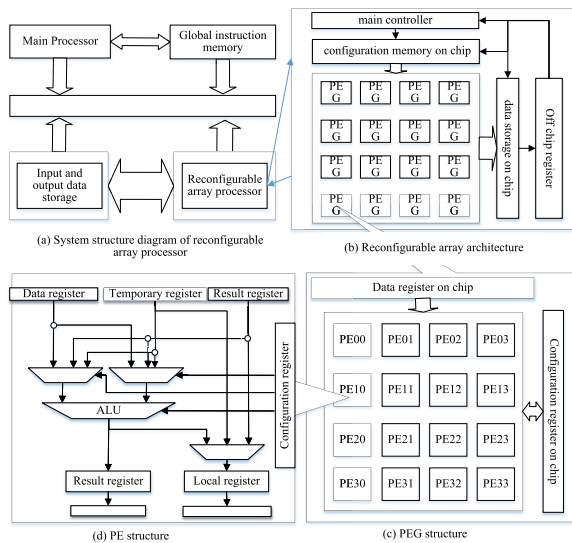 Main Processor
Global instruction
memory
Input and
output data
storage
Reconfigurable
array processor
(a) System structure diagram of reconfigurable
array processor
main controller
configuration memory on chip
PE
G
PE
G
PE
G
PE
G
PE
G
PE
G
PE
G
PE
G
PE
G
PE
G
PE
G
PE
G
PE
G
PE
G
PE
G
PE
G
data storage on chip
Off chip register
(b) Reconfigurable array architecture
Data register
Temporary register
Result register
Configuration register
ALU
Result register
Local register
(d) PE structure
Data register on chip
PE00 PE01 PE02 PE03
PE10 PE11 PE12 PE13
PE20 PE21 PE22 PE23
PE30 PE31 PE32 PE33
Configuration register on chip
(c) PEG structure